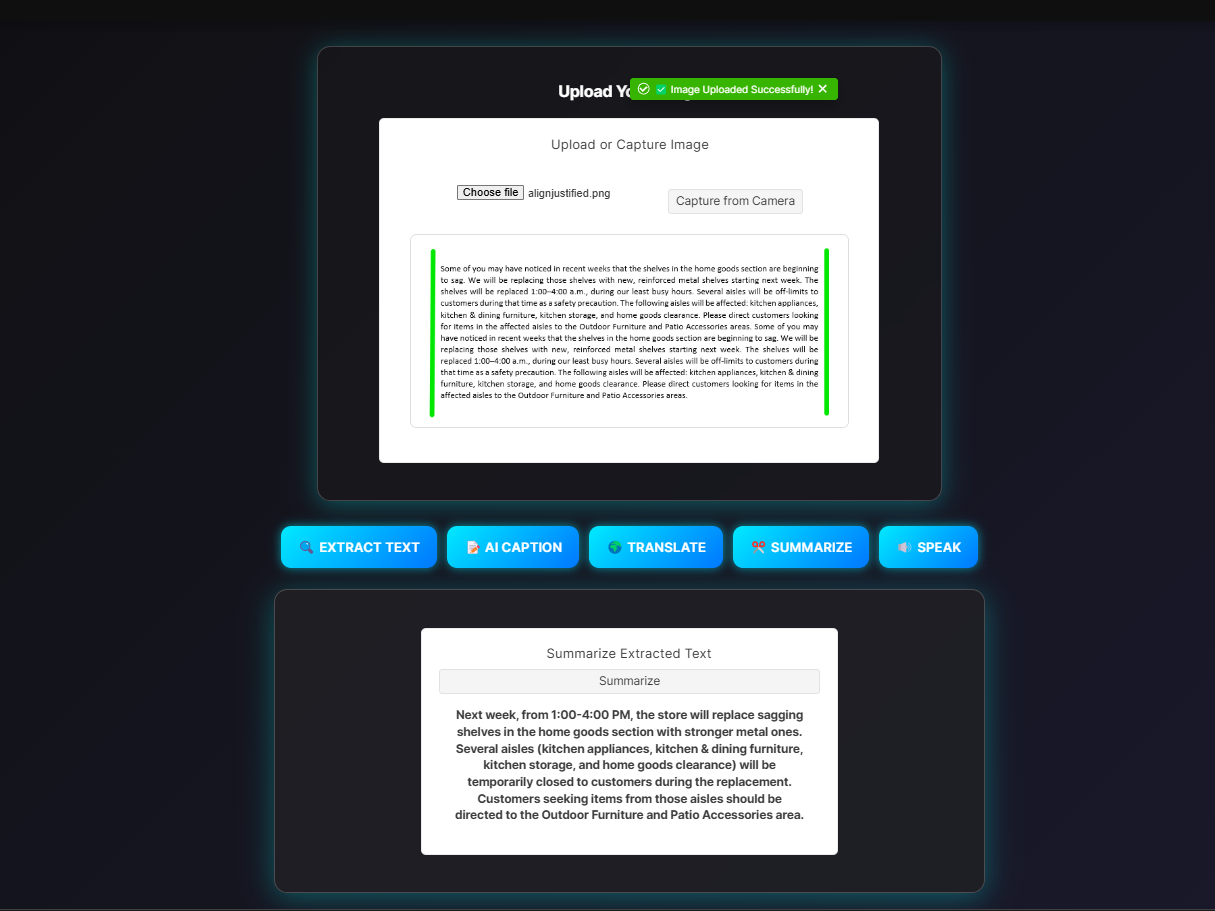 Upload Yo
Image Uploaded Successfully!
Upload or Capture Image
Choose file alignjustified.png
Capture from Camera
Some of you may have noticed in recent weeks that the shelves in the home goods section are beginning
to sag. We will be replacing those shelves with new, reinforced metal shelves starting next week. The
shelves will be replaced 1:00–4:00 a.m., during our least busy hours. Several aisles will be off-limits to
customers during that time as a safety precaution. The following aisles will be affected: kitchen appliances,
kitchen & dining furniture, kitchen storage, and home goods clearance. Please direct customers looking
for items in the affected aisles to the Outdoor Furniture and Patio Accessories areas. Some of you may
have noticed in recent weeks that the shelves in the home goods section are beginning to sag. We will be
replacing those shelves with new, reinforced metal shelves starting next week. The shelves will be
replaced 1:00–4:00 a.m., during our least busy hours. Several aisles will be off-limits to customers during
that time as a safety precaution. The following aisles will be affected: kitchen appliances, kitchen & dining
furniture, kitchen storage, and home goods clearance. Please direct customers looking for items in the
affected aisles to the Outdoor Furniture and Patio Accessories areas.
EXTRACT TEXT
AI CAPTION
TRANSLATE
SUMMARIZE
SPEAK
Summarize Extracted Text
Summarize
Next week, from 1:00-4:00 PM, the store will replace sagging
shelves in the home goods section with stronger metal ones.
Several aisles (kitchen appliances, kitchen & dining furniture,
kitchen storage, and home goods clearance) will be
temporarily closed to customers during the replacement.
Customers seeking items from those aisles should be
directed to the Outdoor Furniture and Patio Accessories area.